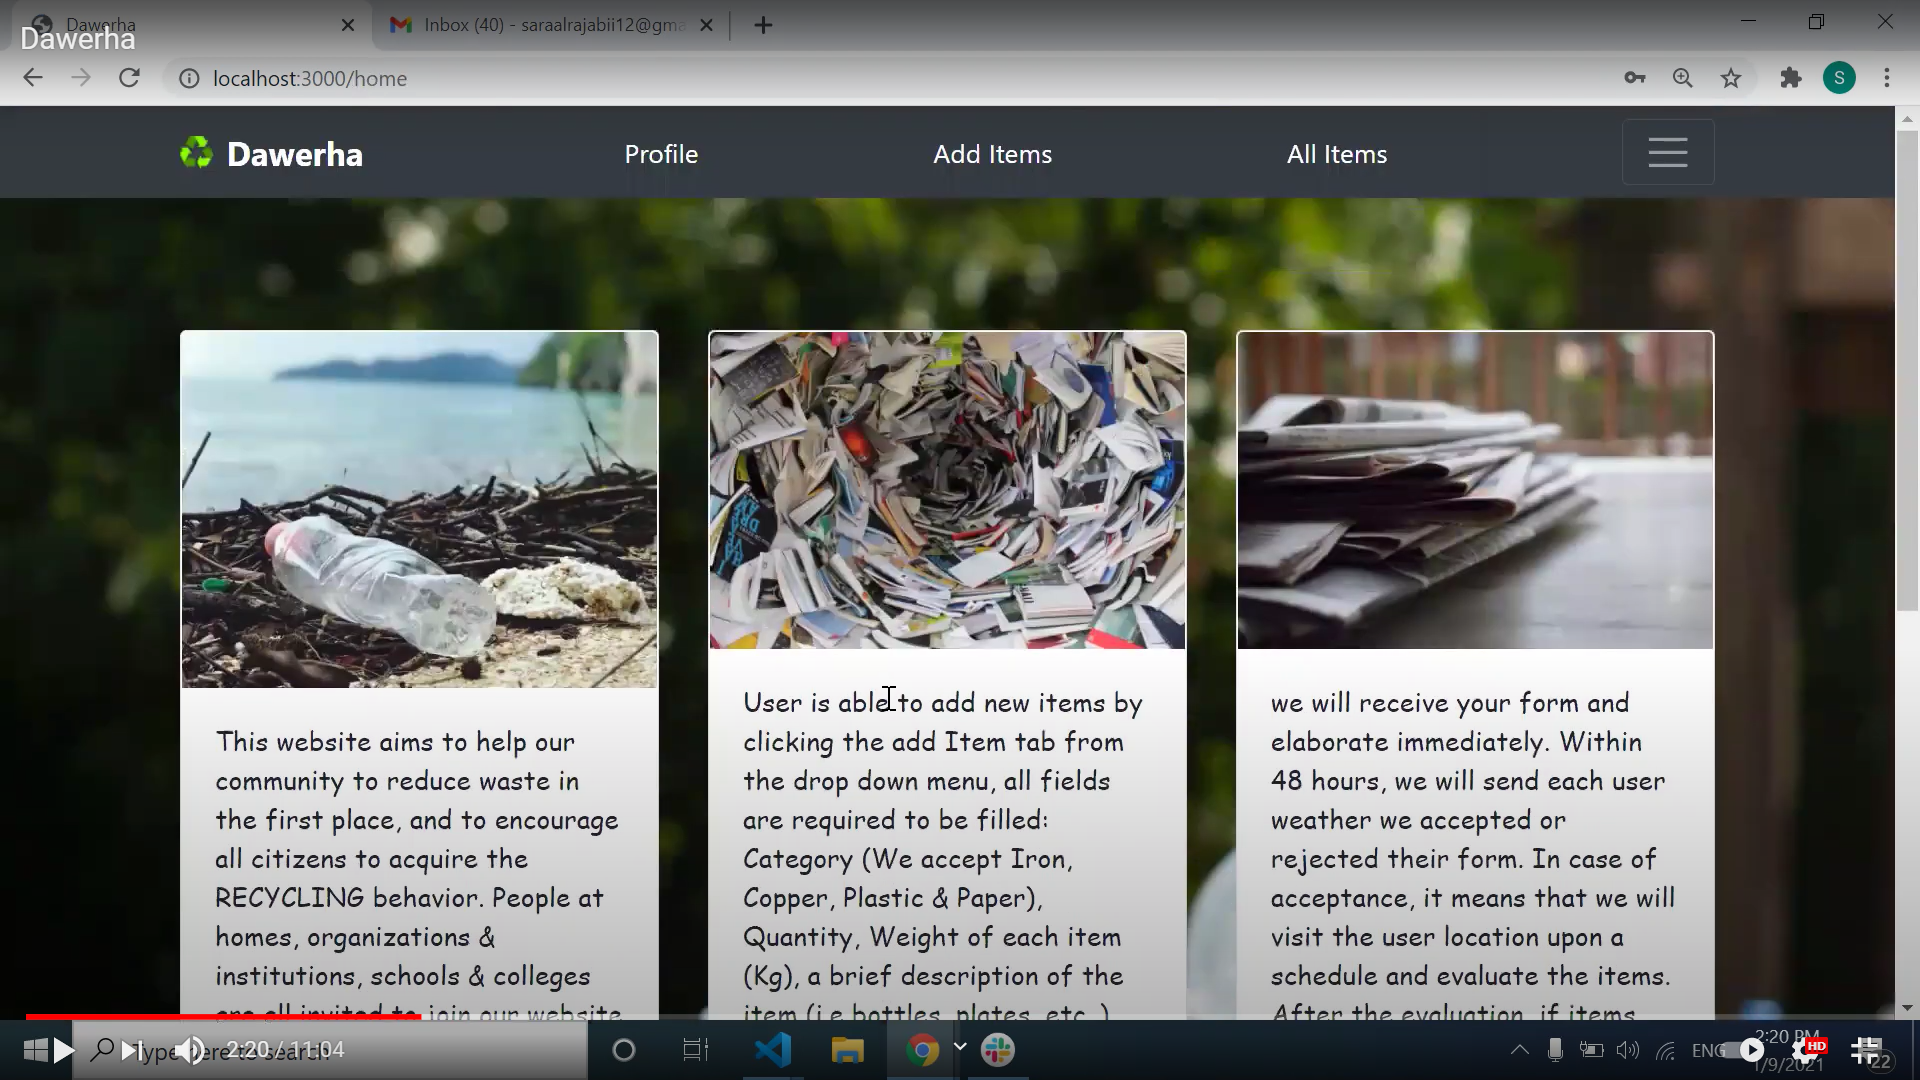 Dawerha
Inbox (40) - saraalrajabii12@gma
Dawerha
localhost:3000/home
S
Dawerha
Profile
Add Items
All Items
This website aims to help our
community to reduce waste in
the first place, and to encourage
all citizens to acquire the
RECYCLING behavior. People at
homes, organizations &
institutions, schools & colleges
are all invited to join our website
User is able to add new items by
clicking the add Item tab from
the drop down menu, all fields
are required to be filled:
Category (We accept Iron,
Copper, Plastic & Paper),
Quantity, Weight of each item
(Kg), a brief description of the
item (i.e bottles, plates, etc..)
we will receive your form and
elaborate immediately. Within
48 hours, we will send each user
weather we accepted or
rejected their form. In case of
acceptance, it means that we will
visit the user location upon a
schedule and evaluate the items.
After the evaluation, if items
Type here to search
2:20 / 11:04
ENG
2:20 PM
1/9/2021
HD
22